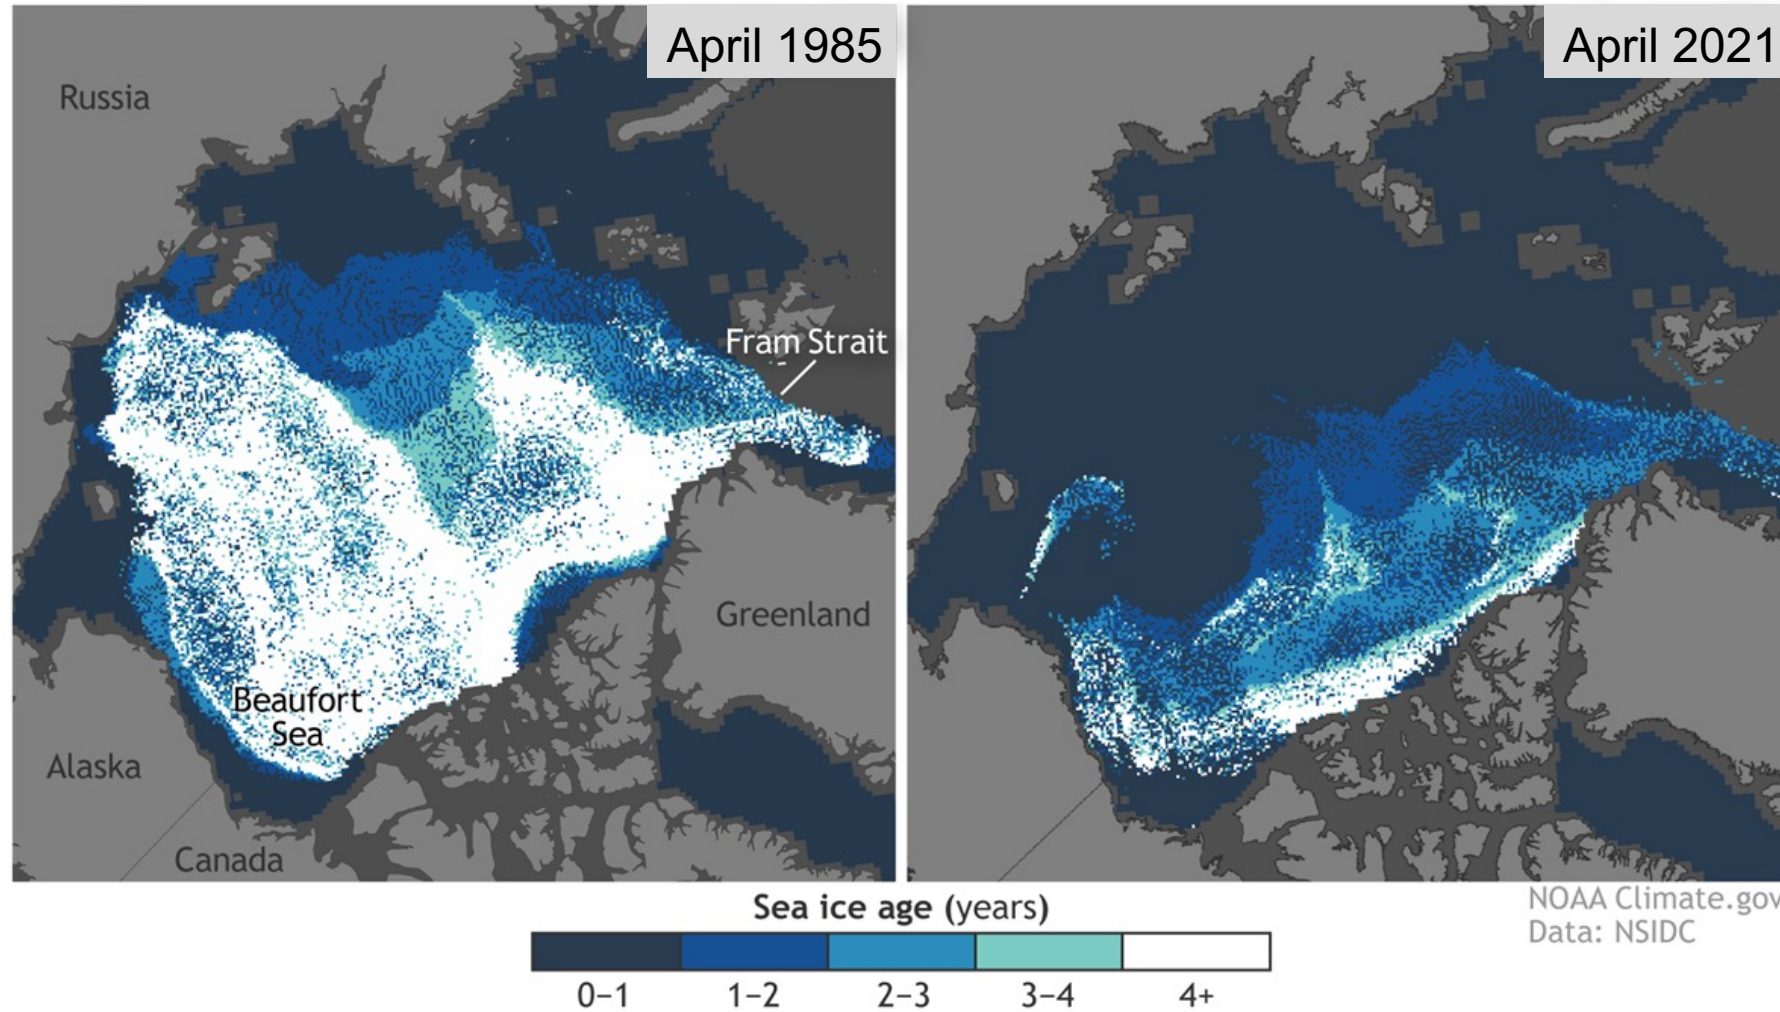 April 1985
April 2021
Russia
Fram Strait
Greenland
Beaufort
Sea
Alaska
Canada
Sea ice age (years)
0–1 1–2 2–3 3–4 4+
NOAA Climate.gov
Data: NSIDC